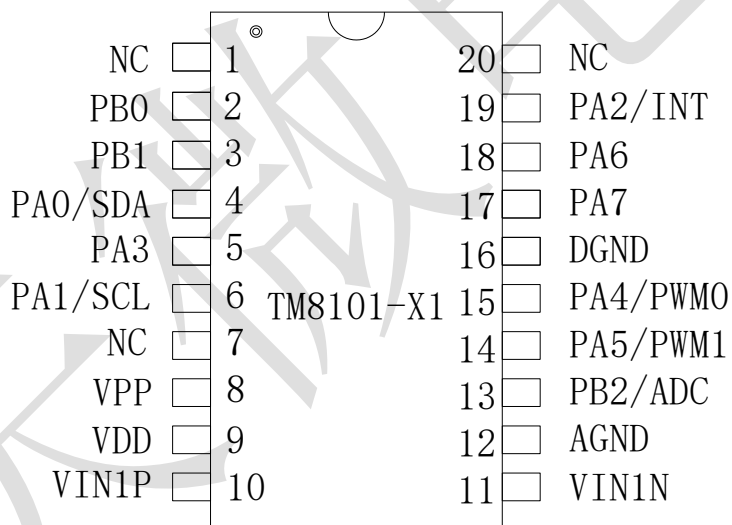 NC 1 20 NC
PB0 2 19 PA2/INT
PB1 3 18 PA6
PA0/SDA 4 17 PA7
PA3 5 16 DGND
PA1/SCL 6 TM8101-X1 15 PA4/PWM0
NC 7 14 PA5/PWM1
VPP 8 13 PB2/ADC
VDD 9 12 AGND
VIN1P 10 11 VIN1N